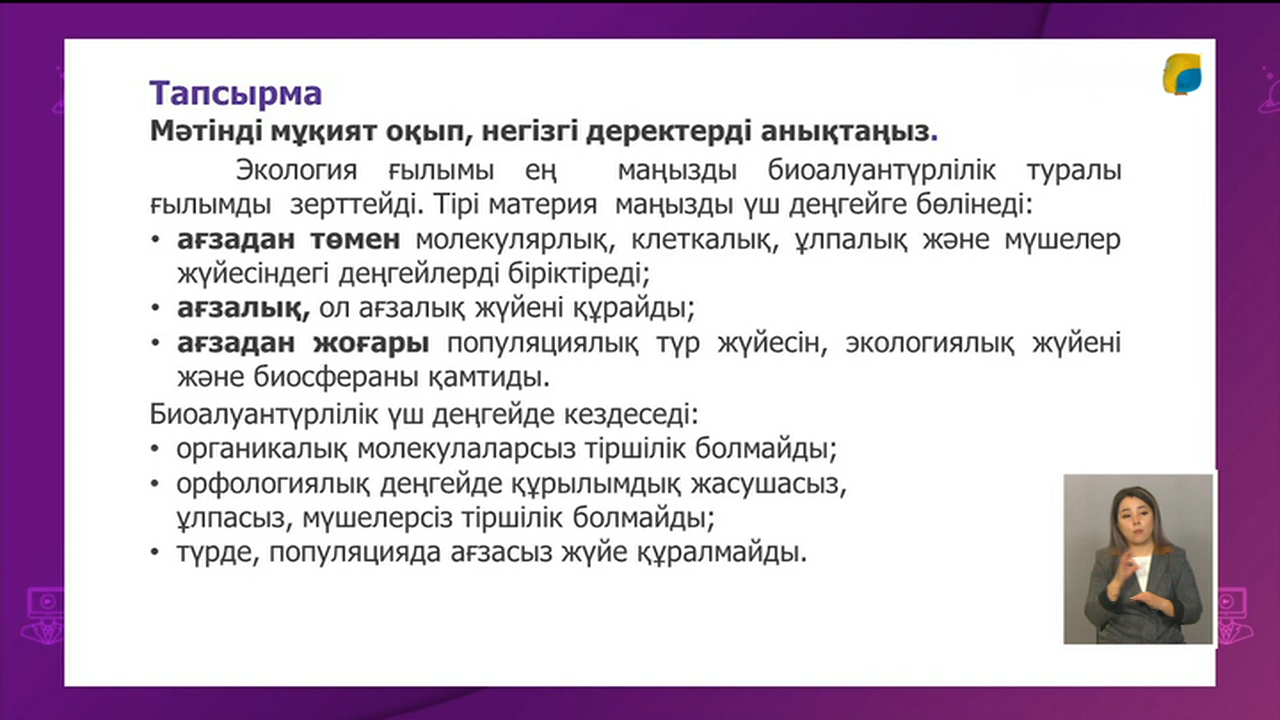 Тапсырма
Мәтінді мұқият оқып, негізгі деректерді анықтаңыз.
Экология ғылымы ең маңызды биоалуантүрлілік туралы
ғылымды зерттейді. Тірі материя маңызды үш деңгейге бөлінеді:
• ағзадан төмен молекулярлық, клеткалық, ұлпалық және мүшелер
жүйесіндегі деңгейлерді біріктіреді;
• ағзалық, ол ағзалық жүйені құрайды;
• ағзадан жоғары популяциялық түр жүйесін, экологиялық жүйені
және биосфераны қамтиды.
Биоалуантүрлілік үш деңгейде кездеседі:
• органикалық молекулаларсыз тіршілік болмайды;
• орфологиялық деңгейде құрылымдық жасушасыз,
ұлпасыз, мүшелерсіз тіршілік болмайды;
• түрде, популяцияда ағзасыз жүйе құралмайды.